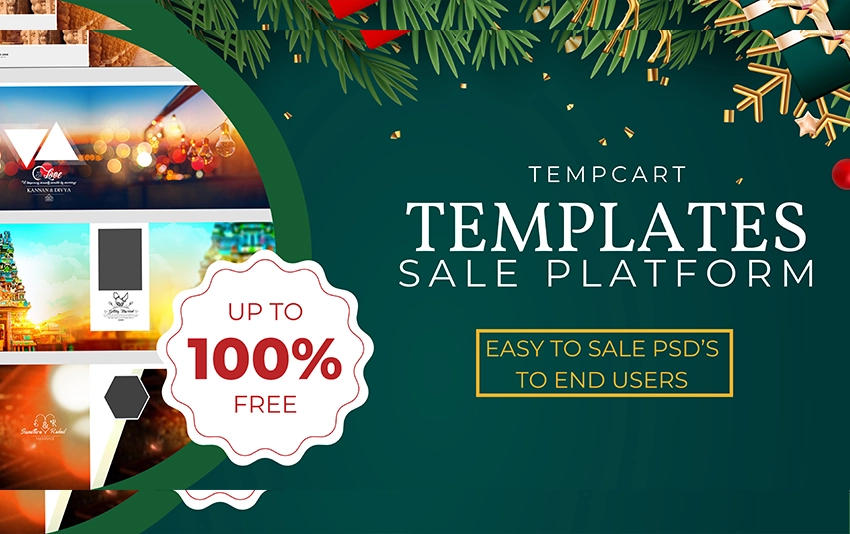 Love
KANNAN & DIVYA
UP TO
100%
FREE
TEMPCART
TEMPLATES
SALE PLATFORM
EASY TO SALE PSD'S
TO END USERS